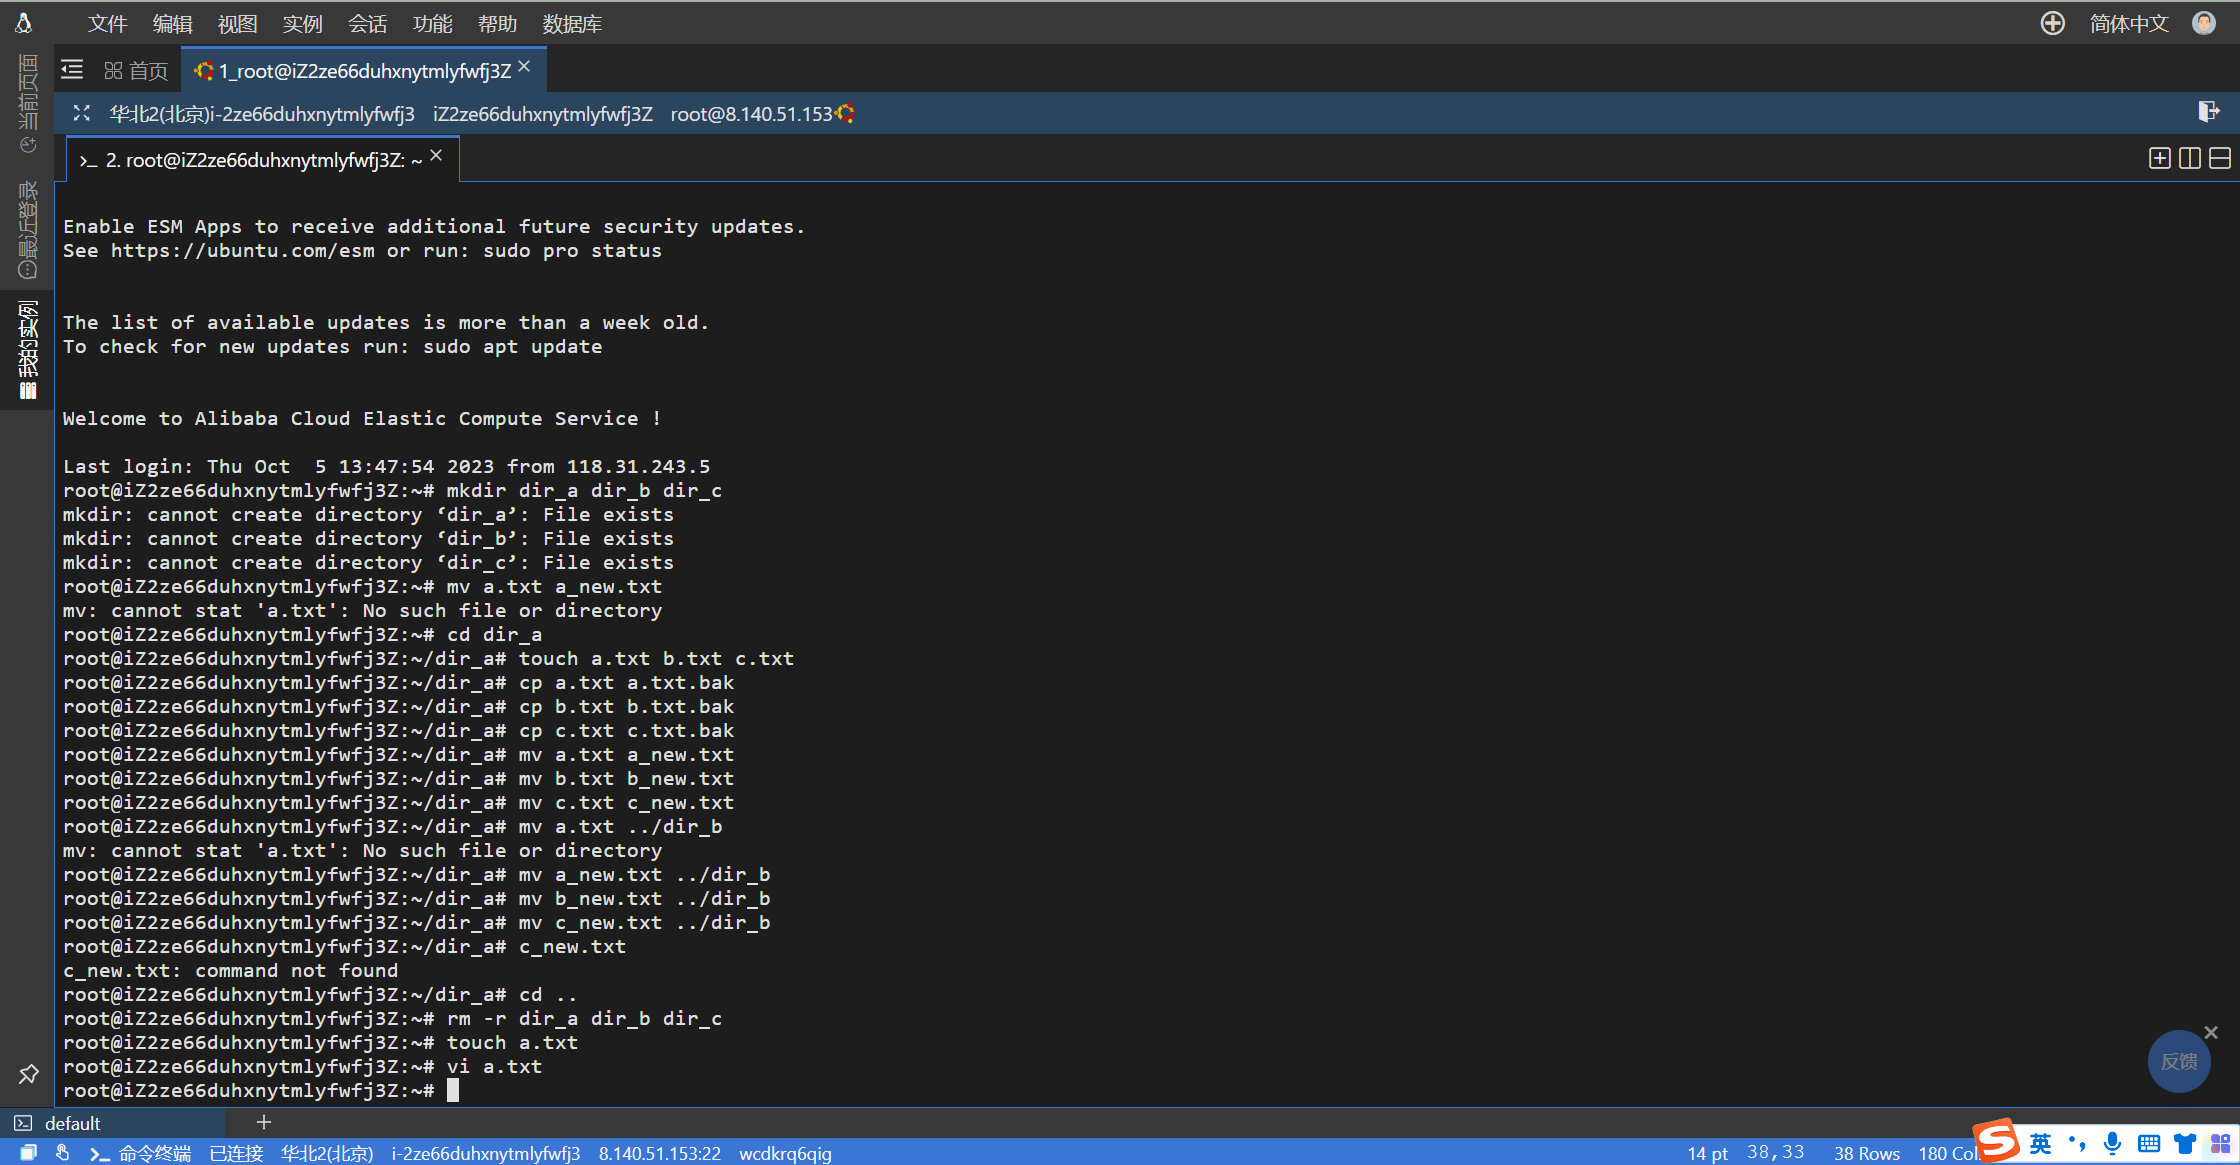 文件 编辑 视图 实例 会话 功能 帮助 数据库 简体中文
首页 1_root@iZ2ze66duhxnytmlyfwfj3Z
华北2(北京)i-2ze66duhxnytmlyfwfj3 iZ2ze66duhxnytmlyfwfj3Z root@8.140.51.153
当前页面
最近登录
我的实例
2. root@iZ2ze66duhxnytmlyfwfj3Z: ~
Enable ESM Apps to receive additional future security updates.
See https://ubuntu.com/esm or run: sudo pro status
The list of available updates is more than a week old.
To check for new updates run: sudo apt update
Welcome to Alibaba Cloud Elastic Compute Service !
Last login: Thu Oct  5 13:47:54 2023 from 118.31.243.5
root@iZ2ze66duhxnytmlyfwfj3Z:~# mkdir dir_a dir_b dir_c
mkdir: cannot create directory ‘dir_a’: File exists
mkdir: cannot create directory ‘dir_b’: File exists
mkdir: cannot create directory ‘dir_c’: File exists
root@iZ2ze66duhxnytmlyfwfj3Z:~# mv a.txt a_new.txt
mv: cannot stat 'a.txt': No such file or directory
root@iZ2ze66duhxnytmlyfwfj3Z:~# cd dir_a
root@iZ2ze66duhxnytmlyfwfj3Z:~/dir_a# touch a.txt b.txt c.txt
root@iZ2ze66duhxnytmlyfwfj3Z:~/dir_a# cp a.txt a.txt.bak
root@iZ2ze66duhxnytmlyfwfj3Z:~/dir_a# cp b.txt b.txt.bak
root@iZ2ze66duhxnytmlyfwfj3Z:~/dir_a# cp c.txt c.txt.bak
root@iZ2ze66duhxnytmlyfwfj3Z:~/dir_a# mv a.txt a_new.txt
root@iZ2ze66duhxnytmlyfwfj3Z:~/dir_a# mv b.txt b_new.txt
root@iZ2ze66duhxnytmlyfwfj3Z:~/dir_a# mv c.txt c_new.txt
root@iZ2ze66duhxnytmlyfwfj3Z:~/dir_a# mv a.txt ../dir_b
mv: cannot stat 'a.txt': No such file or directory
root@iZ2ze66duhxnytmlyfwfj3Z:~/dir_a# mv a_new.txt ../dir_b
root@iZ2ze66duhxnytmlyfwfj3Z:~/dir_a# mv b_new.txt ../dir_b
root@iZ2ze66duhxnytmlyfwfj3Z:~/dir_a# mv c_new.txt ../dir_b
root@iZ2ze66duhxnytmlyfwfj3Z:~/dir_a# c_new.txt
c_new.txt: command not found
root@iZ2ze66duhxnytmlyfwfj3Z:~/dir_a# cd ..
root@iZ2ze66duhxnytmlyfwfj3Z:~# rm -r dir_a dir_b dir_c
root@iZ2ze66duhxnytmlyfwfj3Z:~# touch a.txt
root@iZ2ze66duhxnytmlyfwfj3Z:~# vi a.txt
root@iZ2ze66duhxnytmlyfwfj3Z:~#
反馈
default
命令终端 已连接 华北2(北京) i-2ze66duhxnytmlyfwfj3 8.140.51.153:22 wcdkrq6qig 14 pt 38,33 38 Rows 180 Col
英